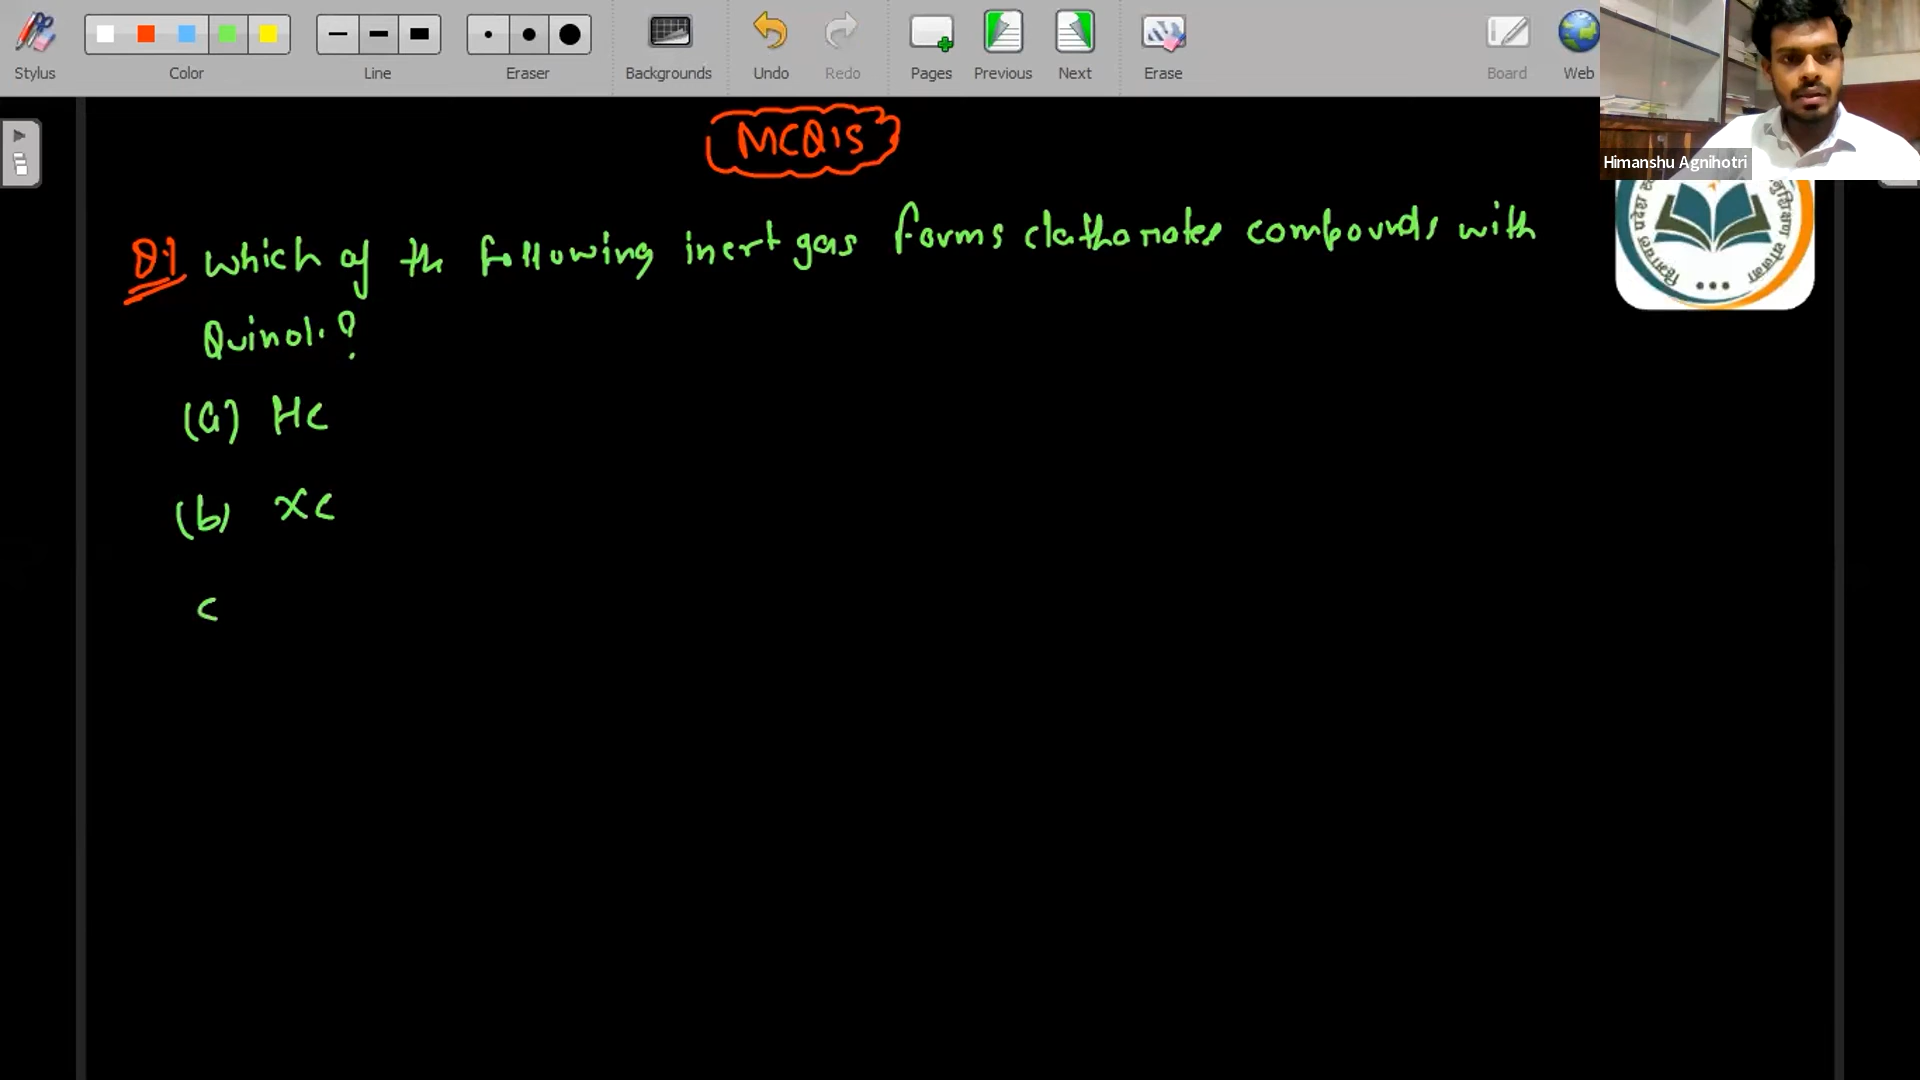 Stylus
Color
Line
Eraser
Backgrounds
Undo
Redo
Pages
Previous
Next
Erase
Board
Web
Himanshu Agnihotri
MCQ'S
Q.1 which of the following inert gas forms clathorates compounds with
Quinol. ?
(a) He
(b) Xe
c